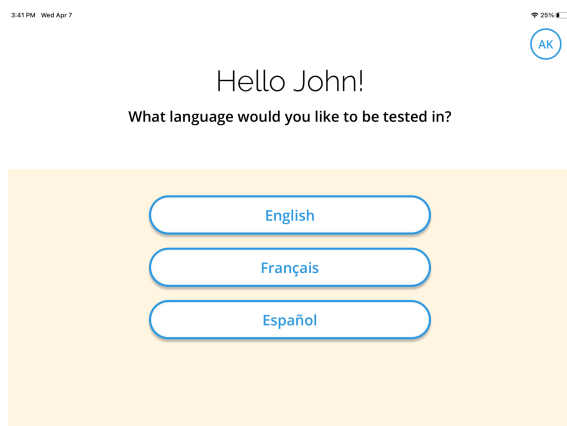 3:41 PM Wed Apr 7 25%
AK
Hello John!
What language would you like to be tested in?
English
Français
Español